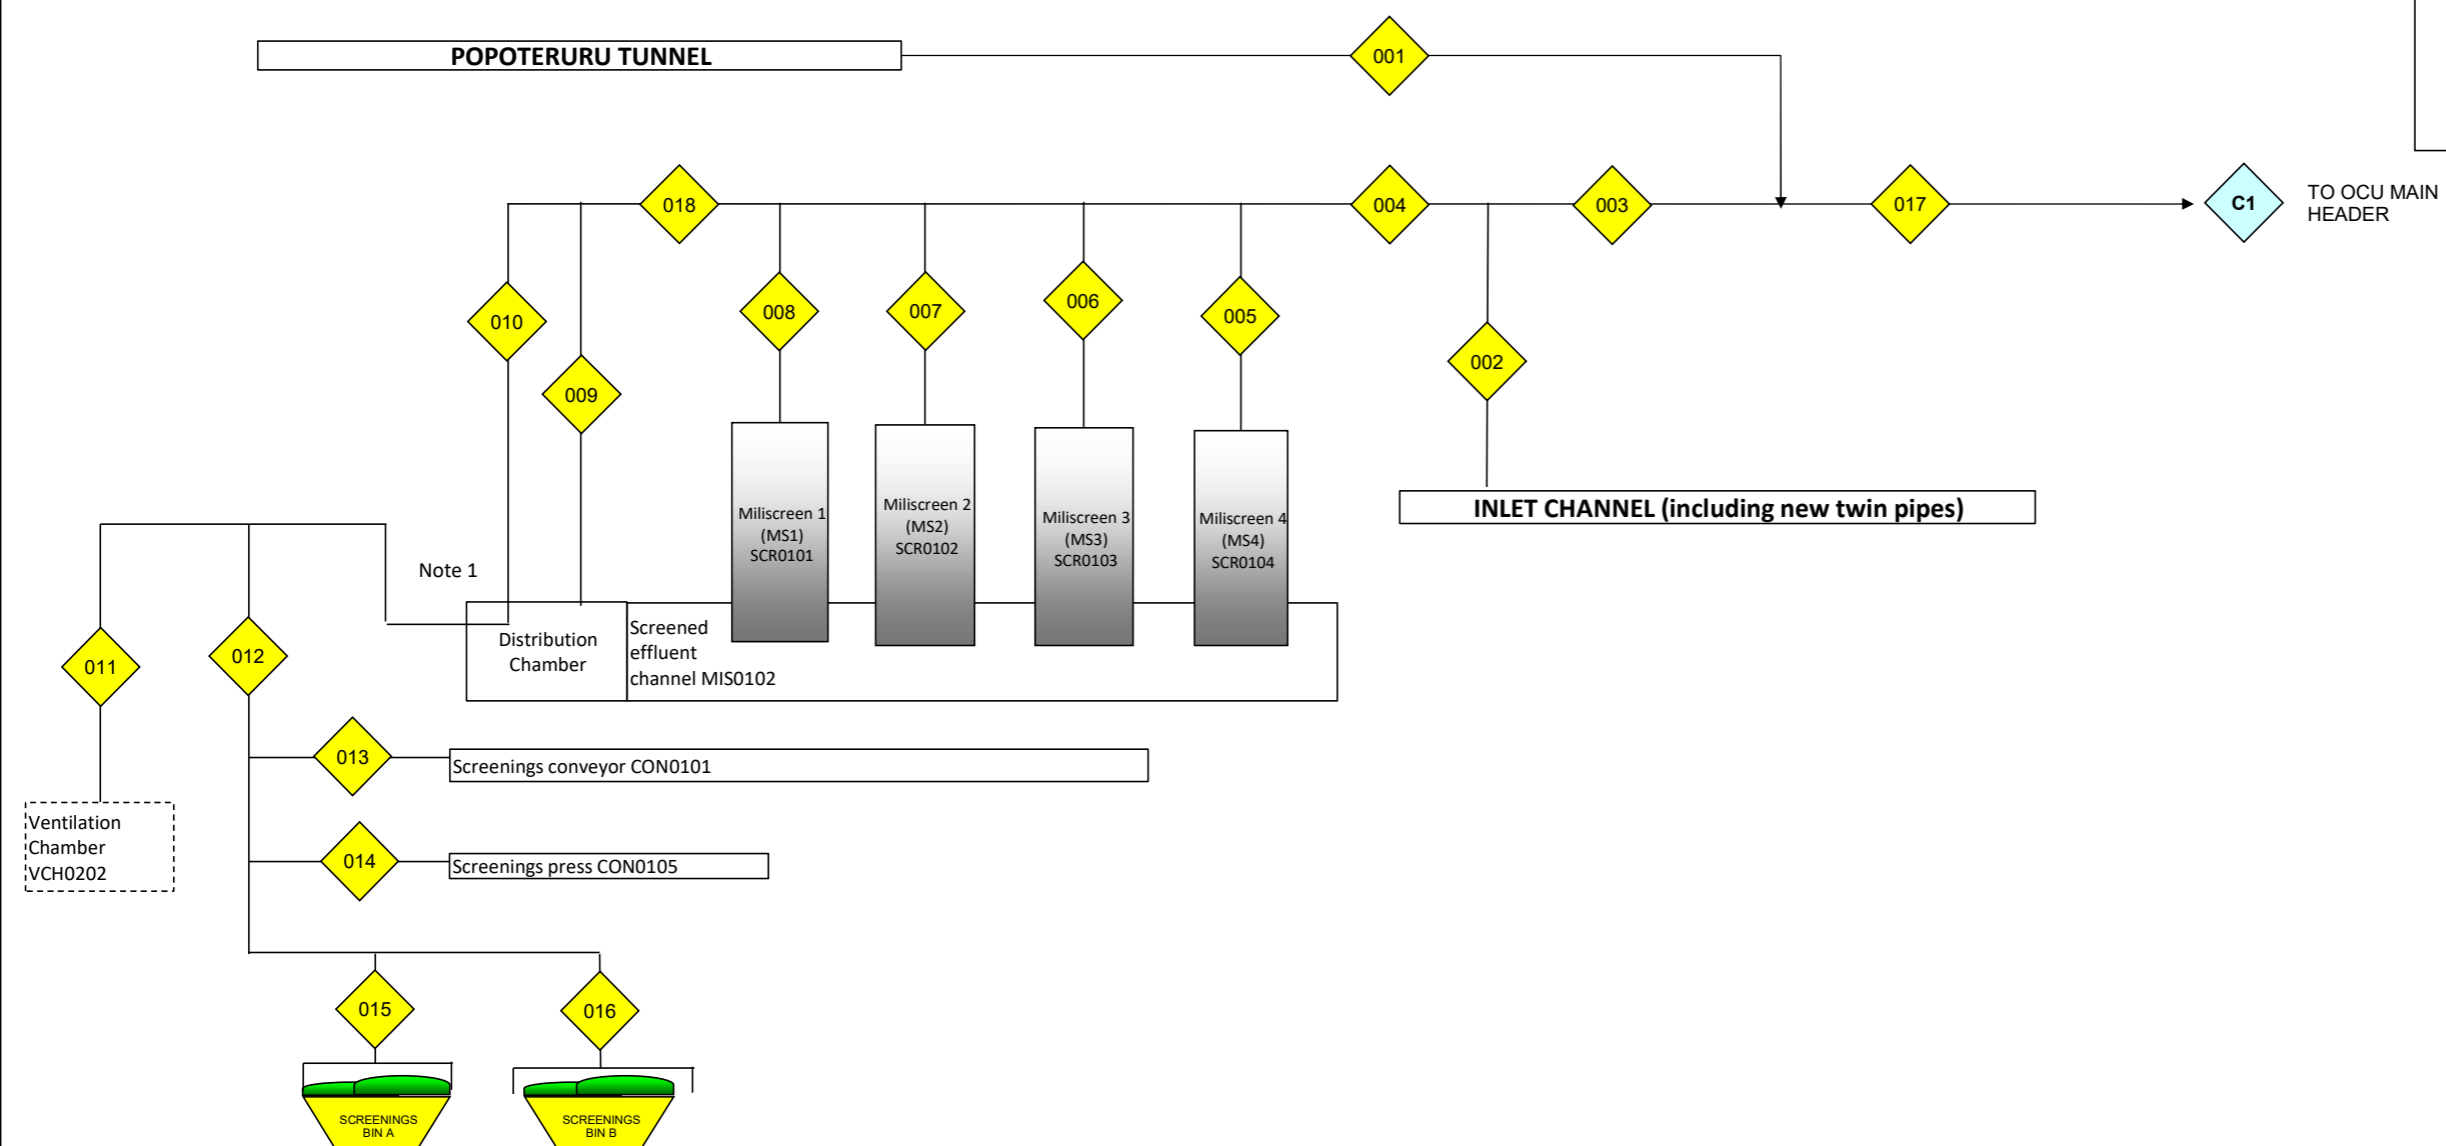 POPOTERURU TUNNEL
001
018
004
003
017
C1
TO OCU MAIN
HEADER
010
009
008
007
006
005
002
Miliscreen 1
(MS1)
SCR0101
Miliscreen 2
(MS2)
SCR0102
Miliscreen 3
(MS3)
SCR0103
Miliscreen 4
(MS4)
SCR0104
INLET CHANNEL (including new twin pipes)
Note 1
Distribution
Chamber
Screened
effluent
channel MIS0102
011
012
013
Screenings conveyor CON0101
014
Screenings press CON0105
Ventilation
Chamber
VCH0202
015
016
SCREENINGS
BIN A
SCREENINGS
BIN B